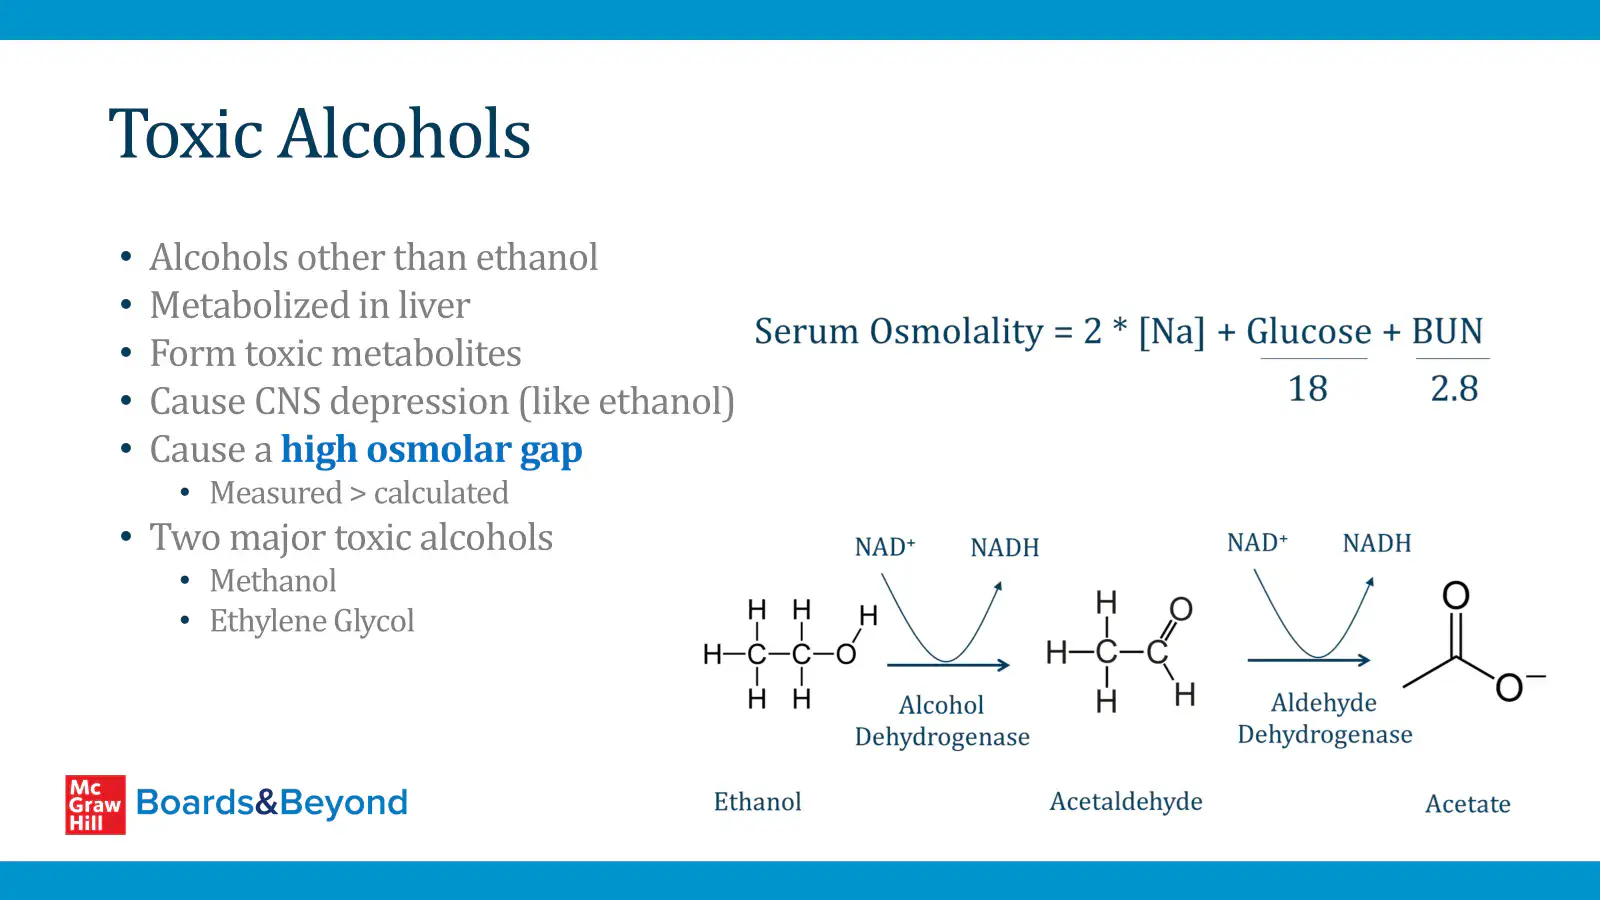 Toxic Alcohols
• Alcohols other than ethanol
• Metabolized in liver
• Form toxic metabolites
• Cause CNS depression (like ethanol)
• Cause a high osmolar gap
• Measured > calculated
• Two major toxic alcohols
• Methanol
• Ethylene Glycol
Serum Osmolality = 2 * [Na] + Glucose + BUN
18 2.8
NAD⁺ NADH
NAD⁺ NADH
H H H
H C C O
H H
H O
H C C
H H
O
O⁻
Alcohol
Dehydrogenase
Aldehyde
Dehydrogenase
Ethanol
Acetaldehyde
Acetate
Mc
Graw
Hill
Boards&Beyond